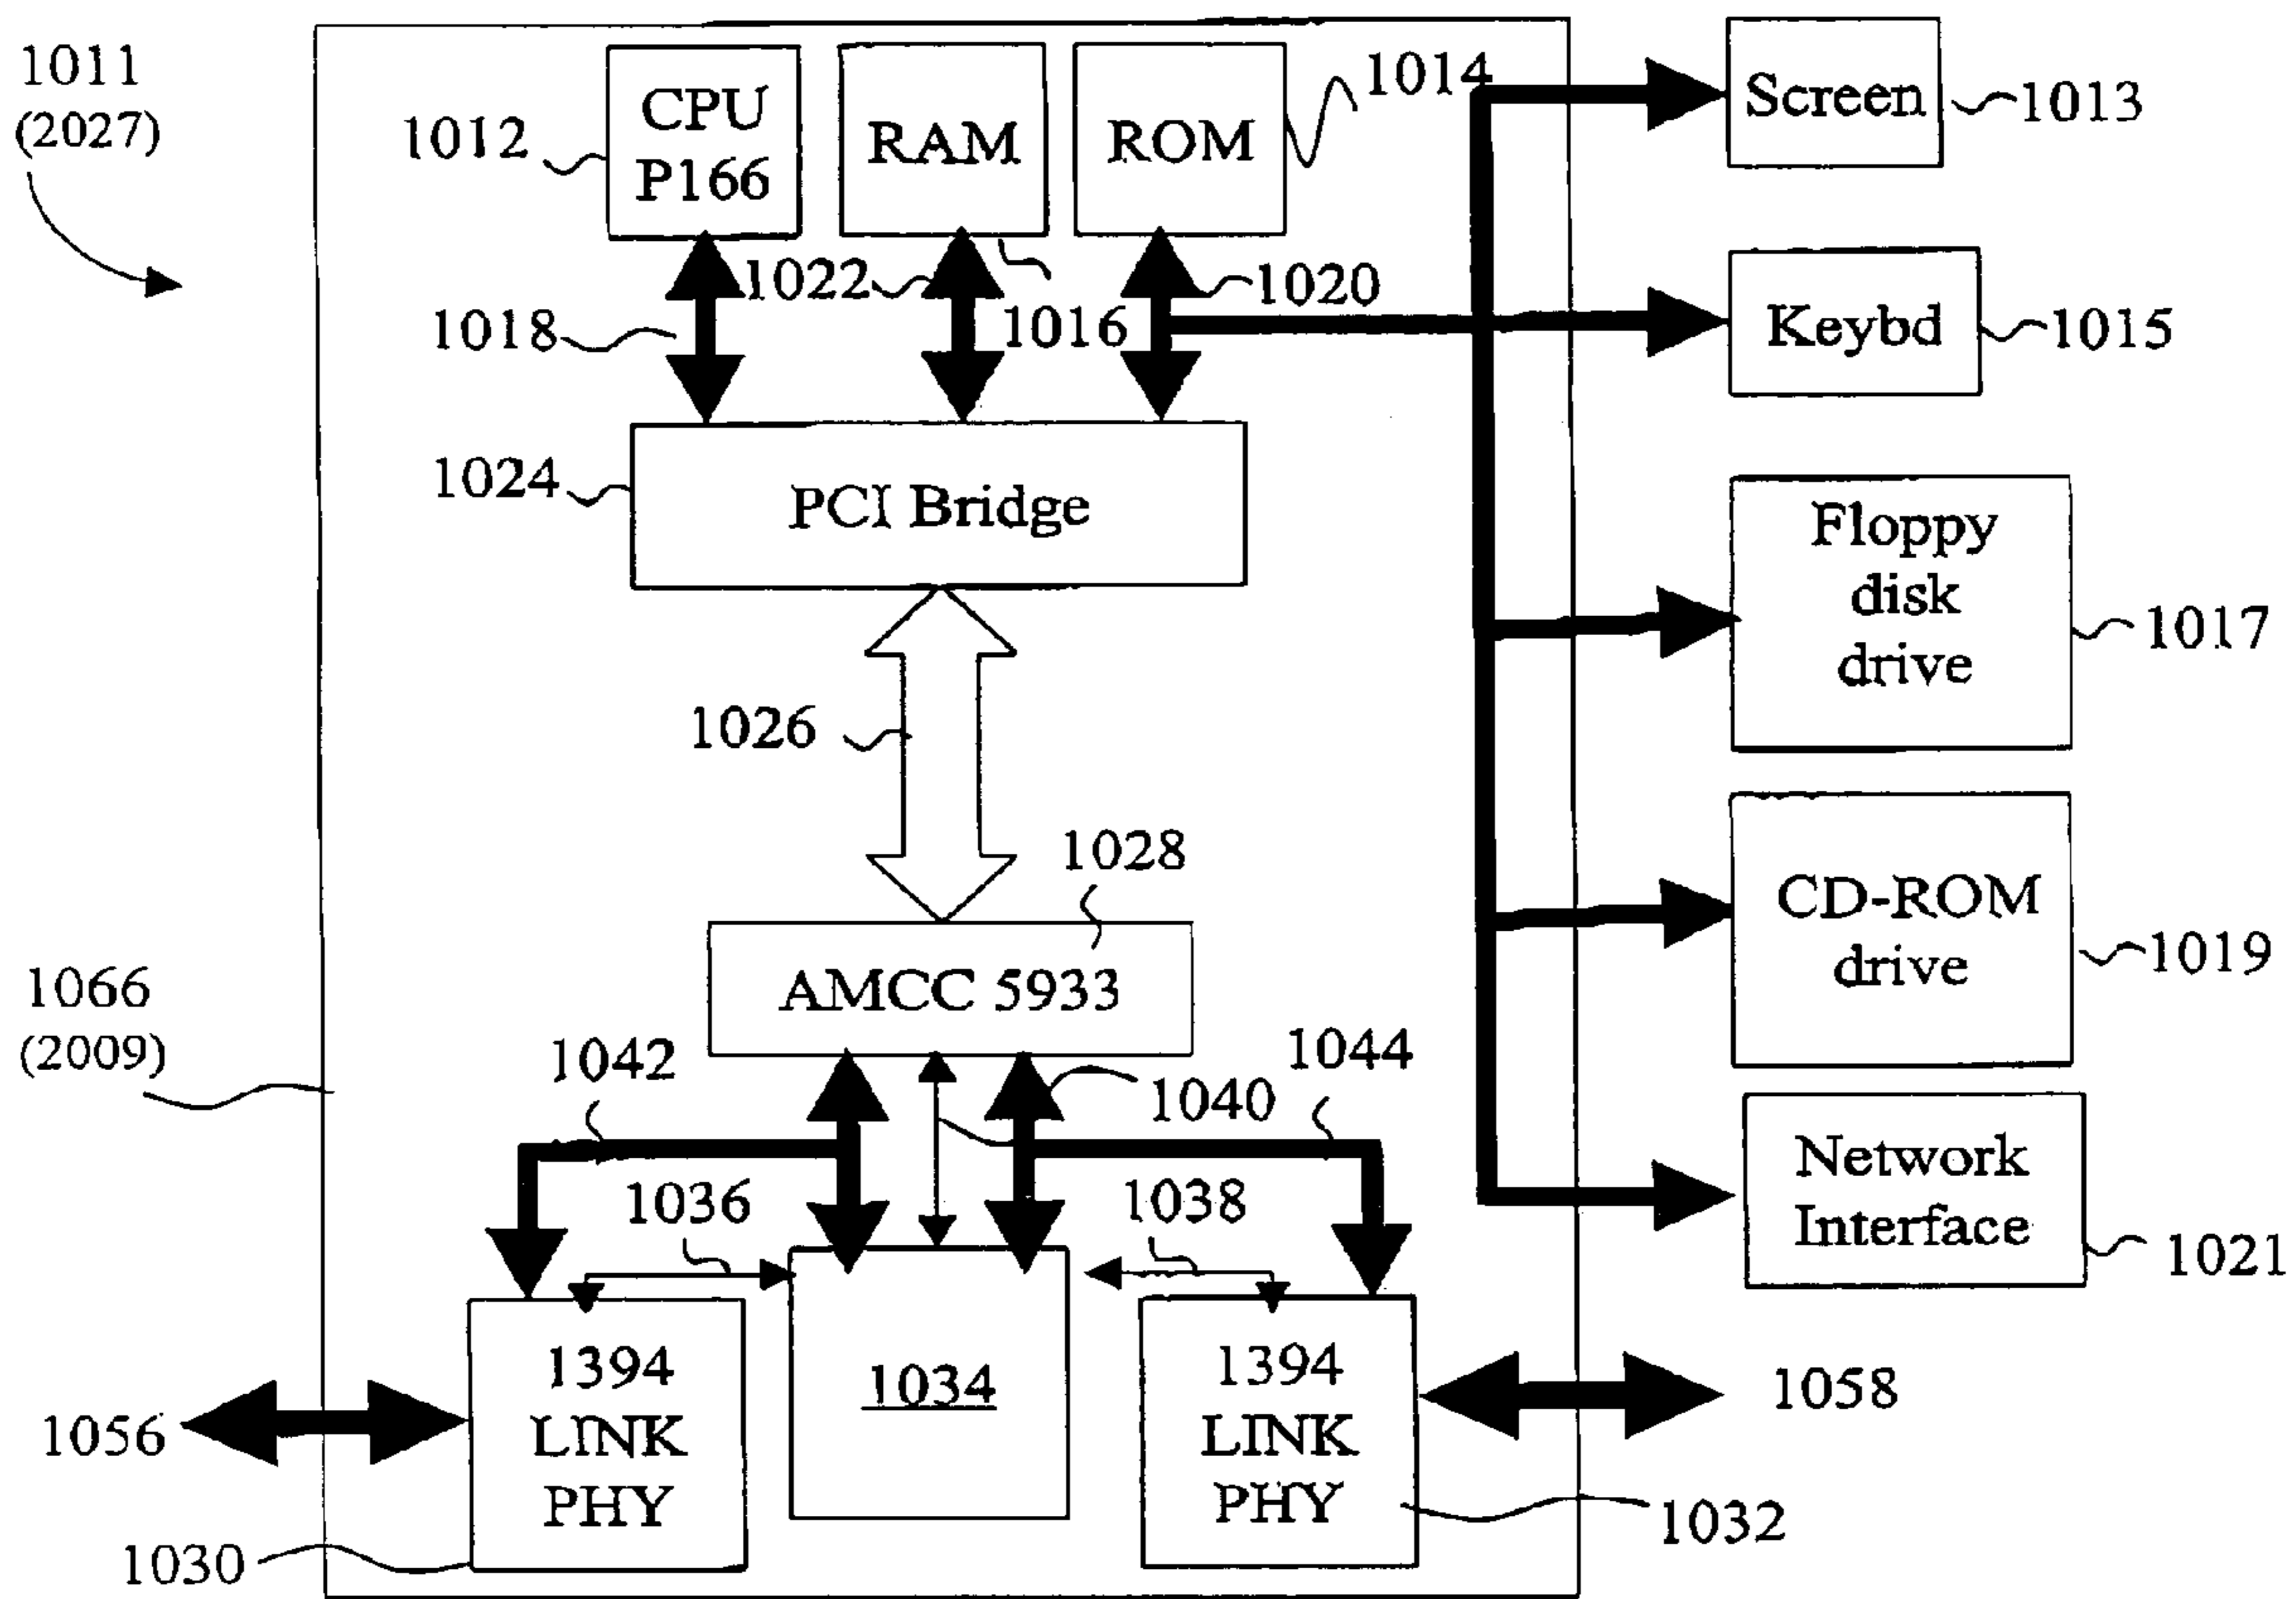 1011
(2027)
CPU
P166
1012
RAM
ROM
1014
Screen
1013
1022
1020
1018
1016
Keybd
1015
1024
PCI Bridge
Floppy
disk
drive
1017
1026
1028
AMCC 5933
CD-ROM
drive
1019
1066
(2009)
1042
1040
1044
Network
Interface
1021
1036
1038
1394
LINK
PHY
1034
1394
LINK
PHY
1056
1058
1030
1032